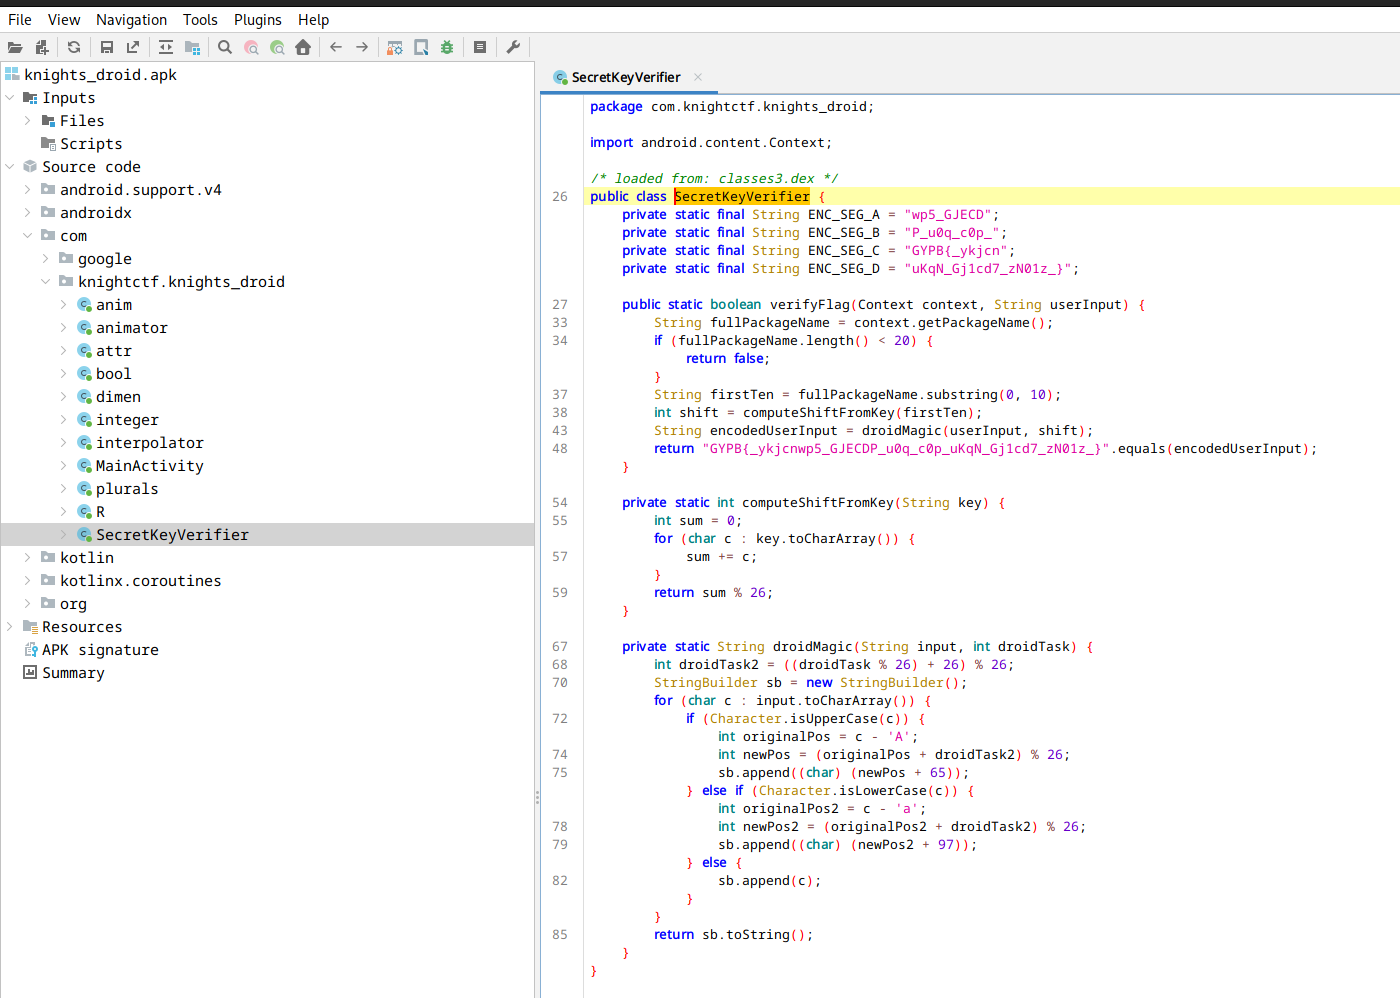 File View Navigation Tools Plugins Help
knights_droid.apk
Inputs
Files
Scripts
Source code
android.support.v4
androidx
com
google
knightctf.knights_droid
anim
animator
attr
bool
dimen
integer
interpolator
MainActivity
plurals
R
SecretKeyVerifier
kotlin
kotlinx.coroutines
org
Resources
APK signature
Summary
SecretKeyVerifier
package com.knightctf.knights_droid;
import android.content.Context;
/* loaded from: classes3.dex */
26 public class SecretKeyVerifier {
private static final String ENC_SEG_A = "wp5_GJECD";
private static final String ENC_SEG_B = "P_u0q_c0p_";
private static final String ENC_SEG_C = "GYPB{_ykjcn";
private static final String ENC_SEG_D = "uKqN_Gj1cd7_zN01z_}";
27 public static boolean verifyFlag(Context context, String userInput) {
33 String fullPackageName = context.getPackageName();
34 if (fullPackageName.length() < 20) {
return false;
}
37 String firstTen = fullPackageName.substring(0, 10);
38 int shift = computeShiftFromKey(firstTen);
43 String encodedUserInput = droidMagic(userInput, shift);
48 return "GYPB{_ykjcnwp5_GJECDP_u0q_c0p_uKqN_Gj1cd7_zN01z_}".equals(encodedUserInput);
}
54 private static int computeShiftFromKey(String key) {
55 int sum = 0;
for (char c : key.toCharArray()) {
57 sum += c;
}
59 return sum % 26;
}
67 private static String droidMagic(String input, int droidTask) {
68 int droidTask2 = ((droidTask % 26) + 26) % 26;
70 StringBuilder sb = new StringBuilder();
for (char c : input.toCharArray()) {
72 if (Character.isUpperCase(c)) {
int originalPos = c - 'A';
74 int newPos = (originalPos + droidTask2) % 26;
75 sb.append((char) (newPos + 65));
} else if (Character.isLowerCase(c)) {
int originalPos2 = c - 'a';
78 int newPos2 = (originalPos2 + droidTask2) % 26;
79 sb.append((char) (newPos2 + 97));
} else {
82 sb.append(c);
}
}
85 return sb.toString();
}
}